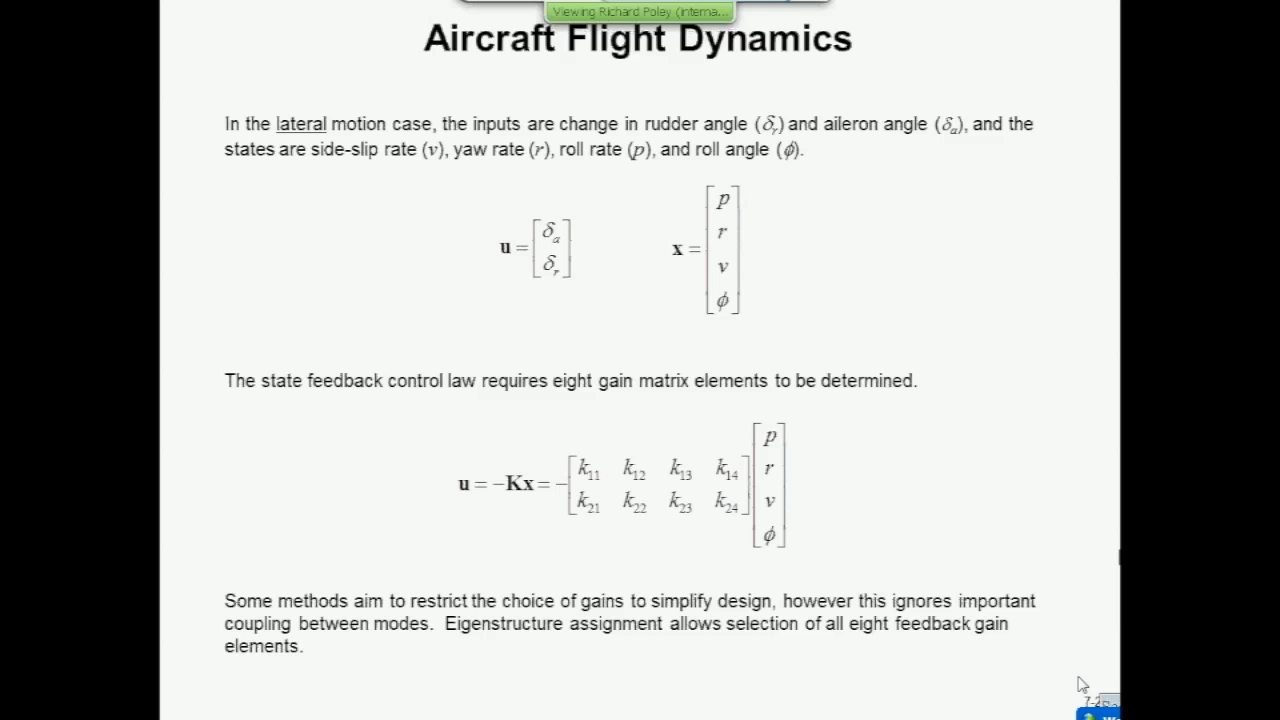 Viewing Richard Poley (interna...
Aircraft Flight Dynamics
In the lateral motion case, the inputs are change in rudder angle (δr) and aileron angle (δa), and the
states are side-slip rate (v), yaw rate (r), roll rate (p), and roll angle (ϕ).
u = [δa δr] x = [p r v ϕ]
The state feedback control law requires eight gain matrix elements to be determined.
u = −Kx = −[k11 k12 k13 k14 k21 k22 k23 k24] [p r v ϕ]
Some methods aim to restrict the choice of gains to simplify design, however this ignores important
coupling between modes. Eigenstructure assignment allows selection of all eight feedback gain
elements.